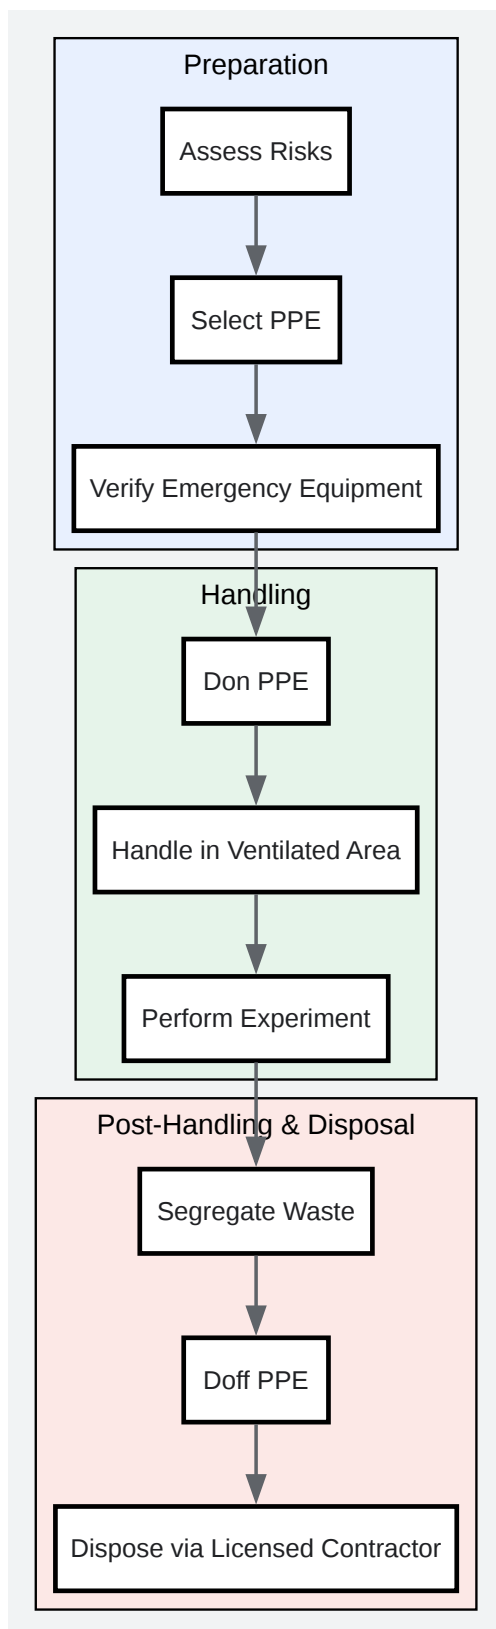 Preparation
Assess Risks
Select PPE
Verify Emergency Equipment
Handling
Don PPE
Handle in Ventilated Area
Perform Experiment
Post-Handling & Disposal
Segregate Waste
Doff PPE
Dispose via Licensed Contractor